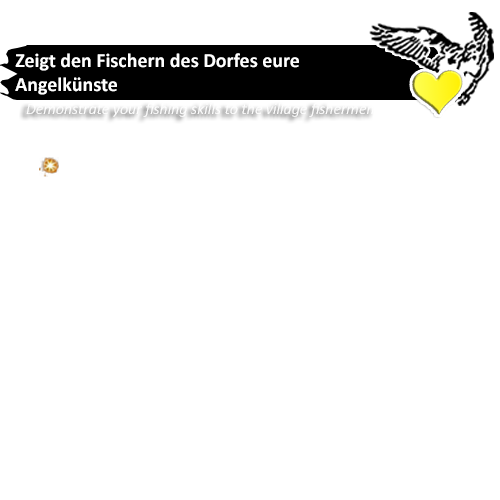 Zeigt den Fischern des Dorfes eure
Angelkünste
Demonstrate your fishing skills to the village fishermen